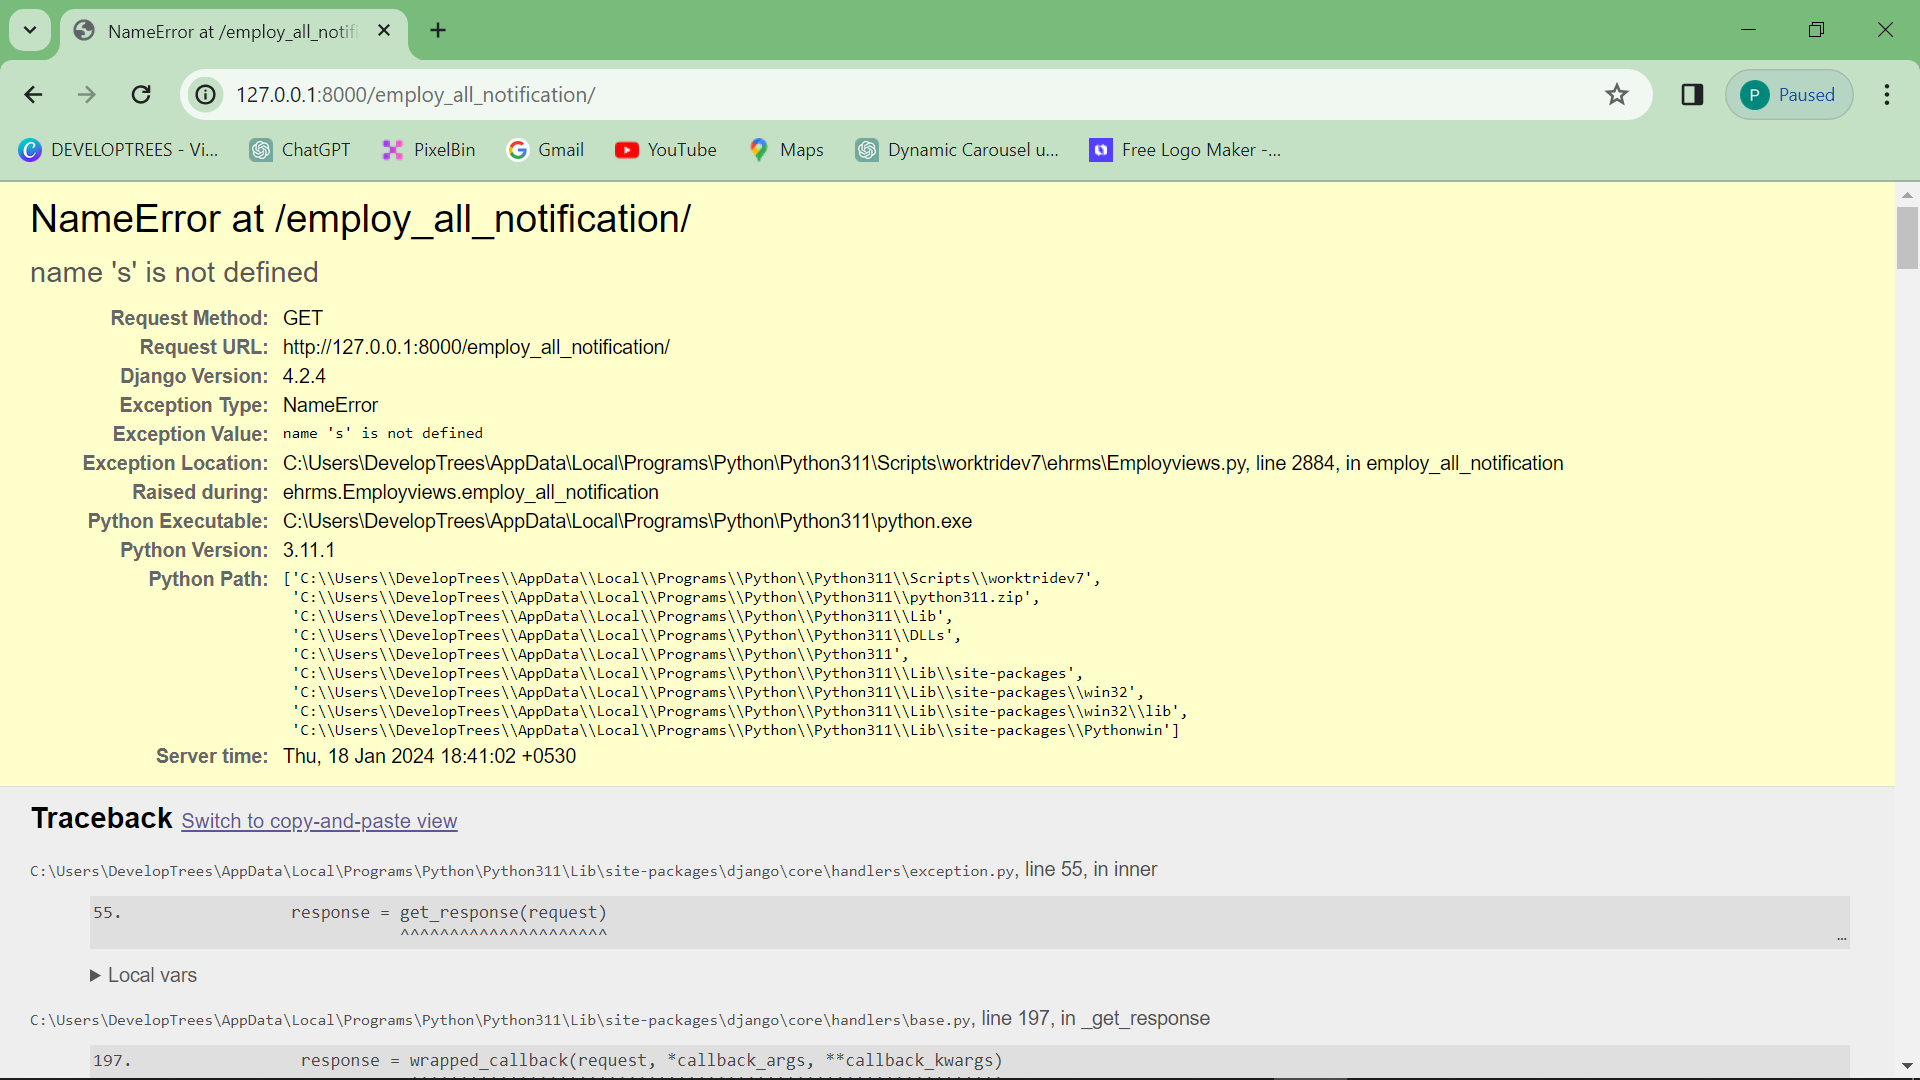 NameError at /employ_all_notifi
127.0.0.1:8000/employ_all_notification/
P Paused
DEVELOPTREES - Vi... ChatGPT PixelBin Gmail YouTube Maps Dynamic Carousel u... Free Logo Maker -...
NameError at /employ_all_notification/
name 's' is not defined
Request Method: GET
Request URL: http://127.0.0.1:8000/employ_all_notification/
Django Version: 4.2.4
Exception Type: NameError
Exception Value: name 's' is not defined
Exception Location: C:\Users\DevelopTrees\AppData\Local\Programs\Python\Python311\Scripts\worktridev7\ehrms\Employviews.py, line 2884, in employ_all_notification
Raised during: ehrms.Employviews.employ_all_notification
Python Executable: C:\Users\DevelopTrees\AppData\Local\Programs\Python\Python311\python.exe
Python Version: 3.11.1
Python Path: ['C:\\Users\\DevelopTrees\\AppData\\Local\\Programs\\Python\\Python311\\Scripts\\worktridev7',
'C:\\Users\\DevelopTrees\\AppData\\Local\\Programs\\Python\\Python311\\python311.zip',
'C:\\Users\\DevelopTrees\\AppData\\Local\\Programs\\Python\\Python311\\Lib',
'C:\\Users\\DevelopTrees\\AppData\\Local\\Programs\\Python\\Python311\\DLLs',
'C:\\Users\\DevelopTrees\\AppData\\Local\\Programs\\Python\\Python311',
'C:\\Users\\DevelopTrees\\AppData\\Local\\Programs\\Python\\Python311\\Lib\\site-packages',
'C:\\Users\\DevelopTrees\\AppData\\Local\\Programs\\Python\\Python311\\Lib\\site-packages\\win32',
'C:\\Users\\DevelopTrees\\AppData\\Local\\Programs\\Python\\Python311\\Lib\\site-packages\\win32\\lib',
'C:\\Users\\DevelopTrees\\AppData\\Local\\Programs\\Python\\Python311\\Lib\\site-packages\\Pythonwin']
Server time: Thu, 18 Jan 2024 18:41:02 +0530
Traceback Switch to copy-and-paste view
C:\Users\DevelopTrees\AppData\Local\Programs\Python\Python311\Lib\site-packages\django\core\handlers\exception.py, line 55, in inner
55. response = get_response(request)
^^^^^^^^^^^^^^^^^^^^^ …
Local vars
C:\Users\DevelopTrees\AppData\Local\Programs\Python\Python311\Lib\site-packages\django\core\handlers\base.py, line 197, in _get_response
197. response = wrapped_callback(request, *callback_args, **callback_kwargs)